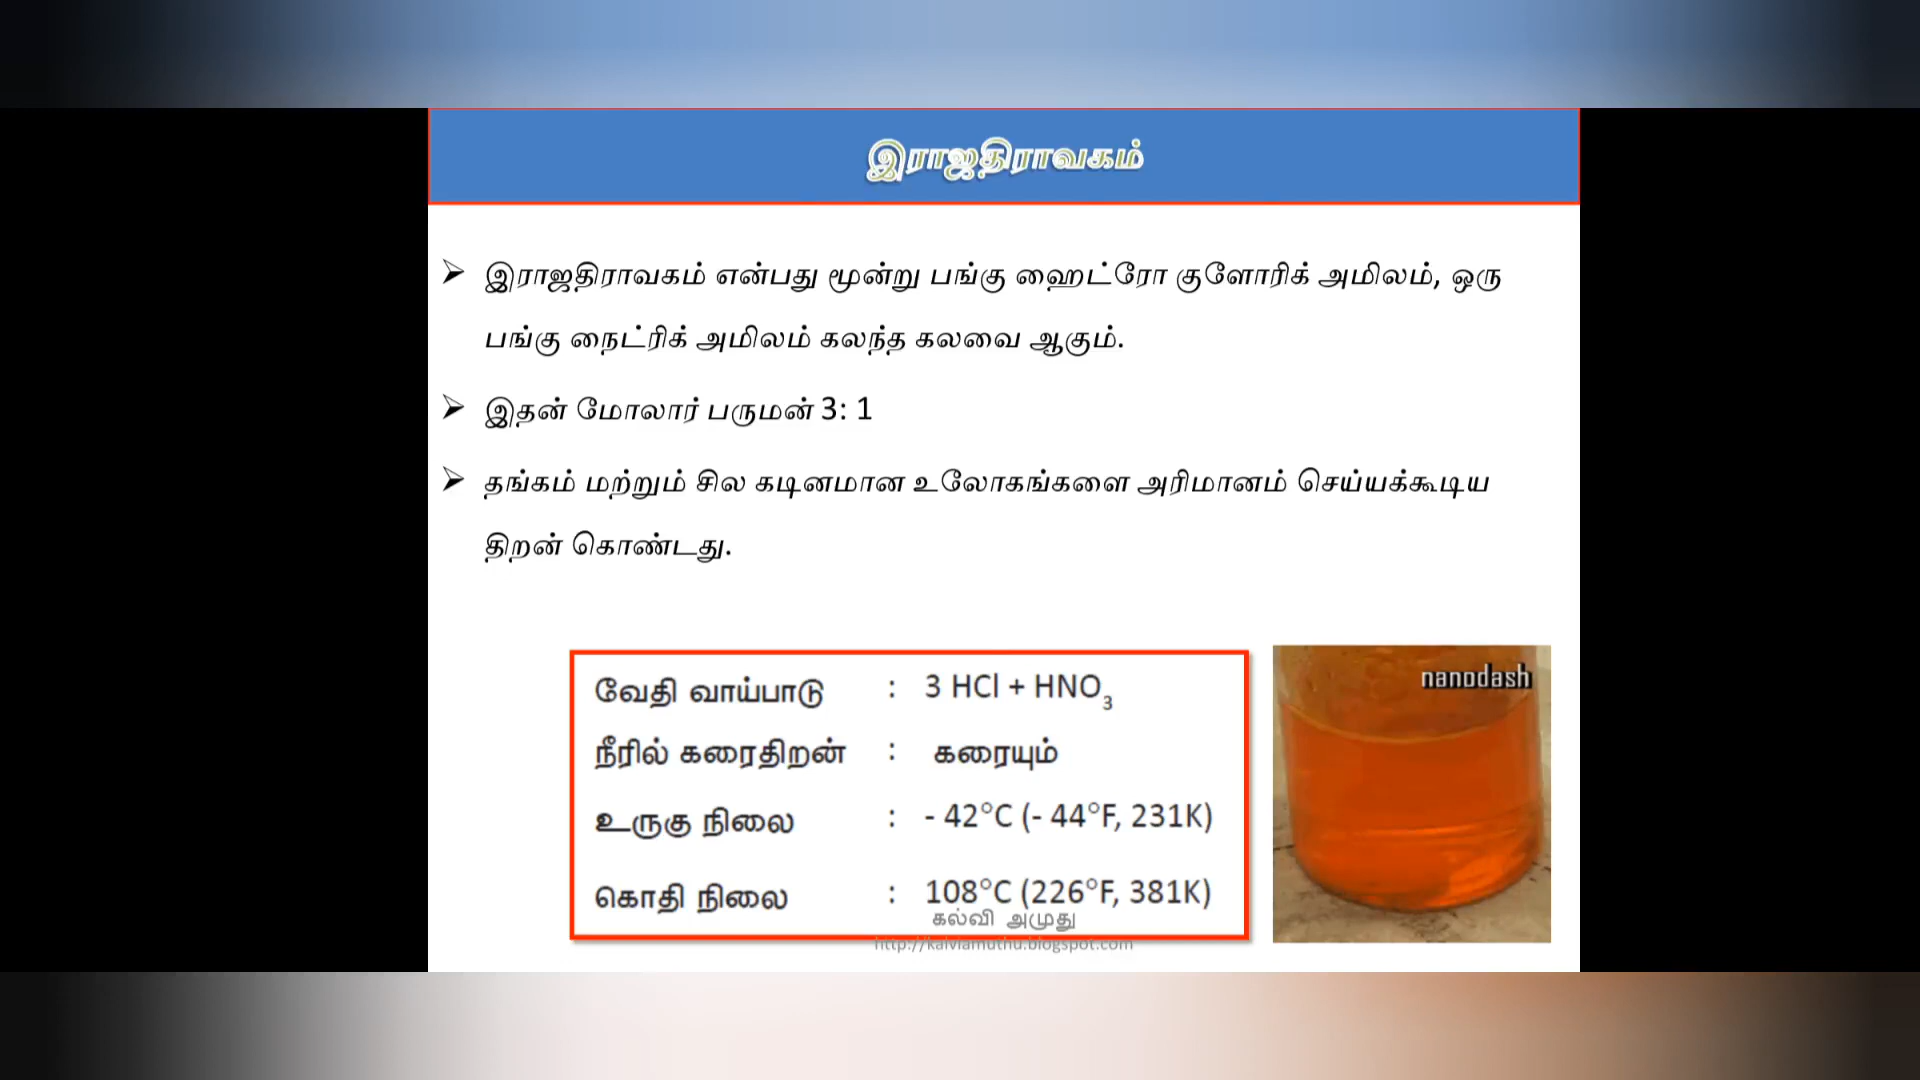 இராஜதிராவகம்
➢ இராஜதிராவகம் என்பது மூன்று பங்கு ஹைட்ரோ குளோரிக் அமிலம், ஒரு
பங்கு நைட்ரிக் அமிலம் கலந்த கலவை ஆகும்.
➢ இதன் மோலார் பருமன் 3: 1
➢ தங்கம் மற்றும் சில கடினமான உலோகங்களை அரிமானம் செய்யக்கூடிய
திறன் கொண்டது.
வேதி வாய்பாடு : 3 HCl + HNO₃
நீரில் கரைதிறன் : கரையும்
உருகு நிலை : - 42°C (- 44°F, 231K)
கொதி நிலை : 108°C (226°F, 381K)
nanodash
கல்வி அமுது
http://kalviamuthu.blogspot.com